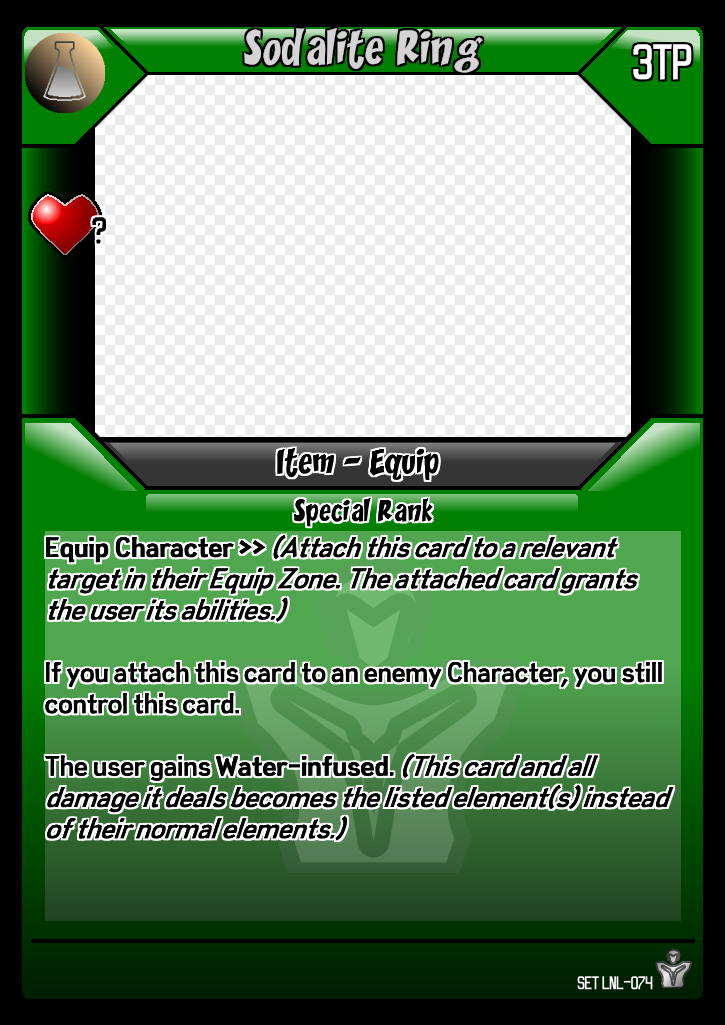 Sodalite Ring
3TP
?
Item - Equip
Special Rank
Equip Character >> (Attach this card to a relevant
target in their Equip Zone. The attached card grants
the user its abilities.)
If you attach this card to an enemy Character, you still
control this card.
The user gains Water-infused. (This card and all
damage it deals becomes the listed element(s) instead
of their normal elements.)
SET LNL-074